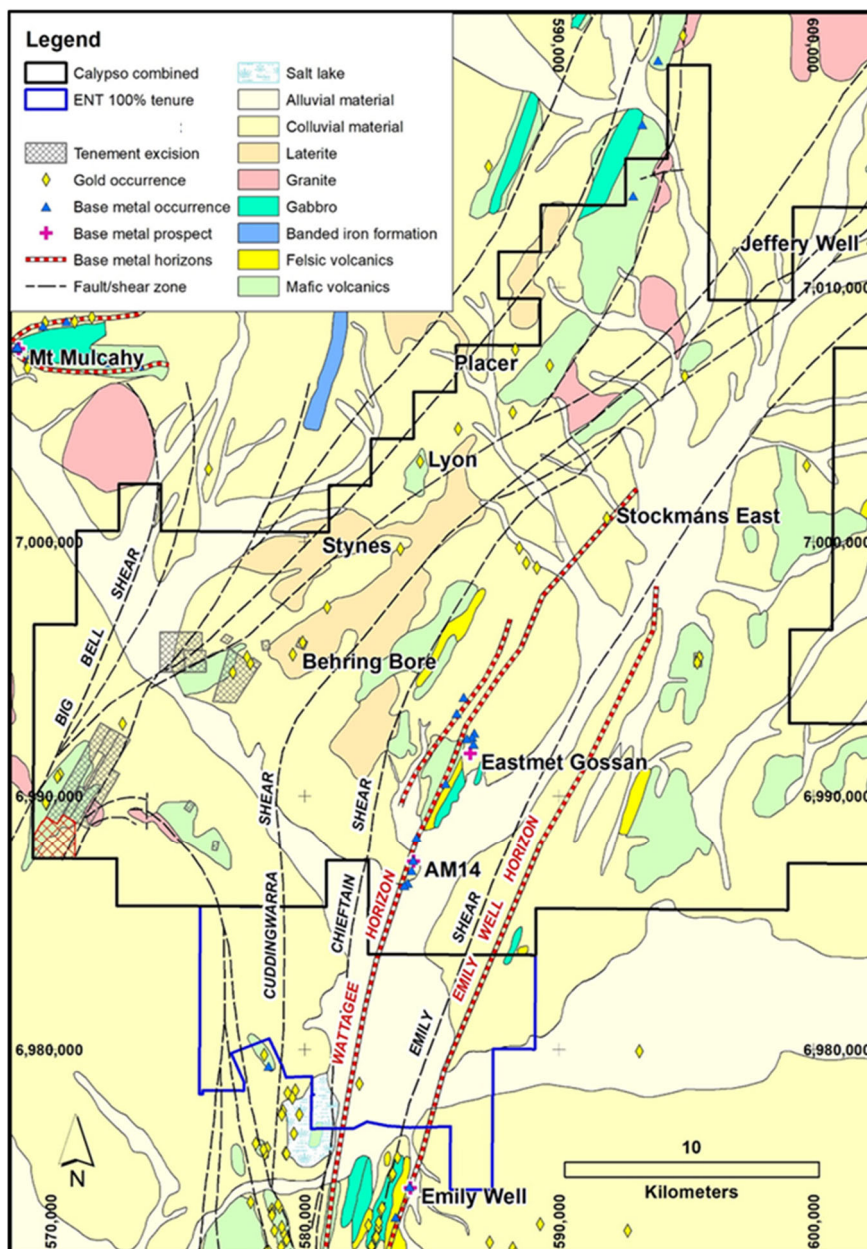 Legend
Calypso combined
ENT 100% tenure
:
Tenement excision
Gold occurrence
Base metal occurrence
Base metal prospect
Base metal horizons
Fault/shear zone
Salt lake
Alluvial material
Colluvial material
Laterite
Granite
Gabbro
Banded iron formation
Felsic volcanics
Mafic volcanics
590,000
600,000
Jeffery Well
7,010,000
Mt Mulcahy
Placer
Lyon
Stockmans East
7,000,000
Stynes
7,000,000
BIG BELL SHEAR
Behring Bore
Eastmet Gossan
6,990,000
6,990,000
CUDDINGWARRA SHEAR
CHIEFTAIN SHEAR
WATTAGEE HORIZON
AM14
EMILY SHEAR
EMILY WELL HORIZON
6,980,000
6,980,000
Emily Well
N
10
Kilometers
570,000
580,000
590,000
600,000